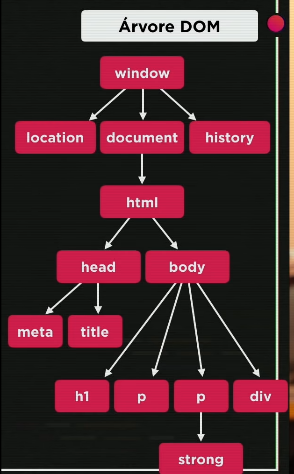 Árvore DOM
window
location document history
html
head body
meta title
h1 p p div
strong